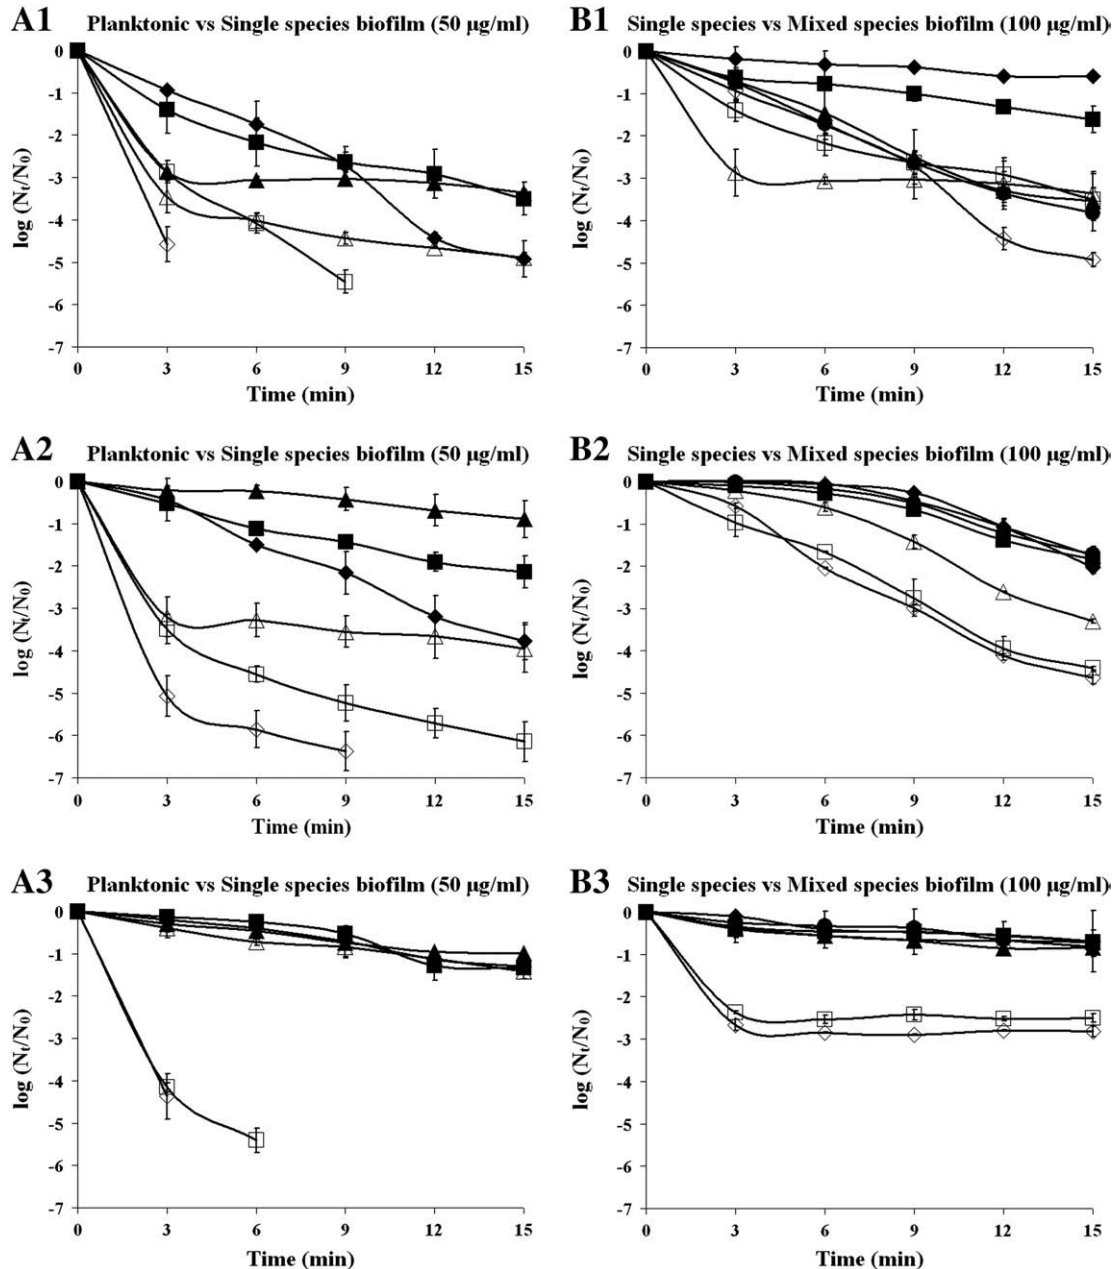 A1 Planktonic vs Single species biofilm (50 µg/ml)
0
-1
-2
-3
-4
-5
-6
-7
log (Nt/N0)
0 3 6 9 12 15
Time (min)
B1 Single species vs Mixed biofilm (100 µg/ml)
0
-1
-2
-3
-4
-5
-6
-7
log (Nt/N0)
0 3 6 9 12 15
Time (min)
A2 Planktonic vs Single species biofilm (50 µg/ml)
0
-1
-2
-3
-4
-5
-6
-7
log (Nt/N0)
0 3 6 9 12 15
Time (min)
B2 Single species vs Mixed species biofilm (100 µg/ml)
0
-1
-2
-3
-4
-5
-6
-7
log (Nt/N0)
0 3 6 9 12 15
Time (min)
A3 Planktonic vs Single species biofilm (50 µg/ml)
0
-1
-2
-3
-4
-5
-6
-7
log (Nt/N0)
0 3 6 9 12 15
Time (min)
B3 Single species vs Mixed species biofilm (100 µg/ml)
0
-1
-2
-3
-4
-5
-6
-7
log (Nt/N0)
0 3 6 9 12 15
Time (min)